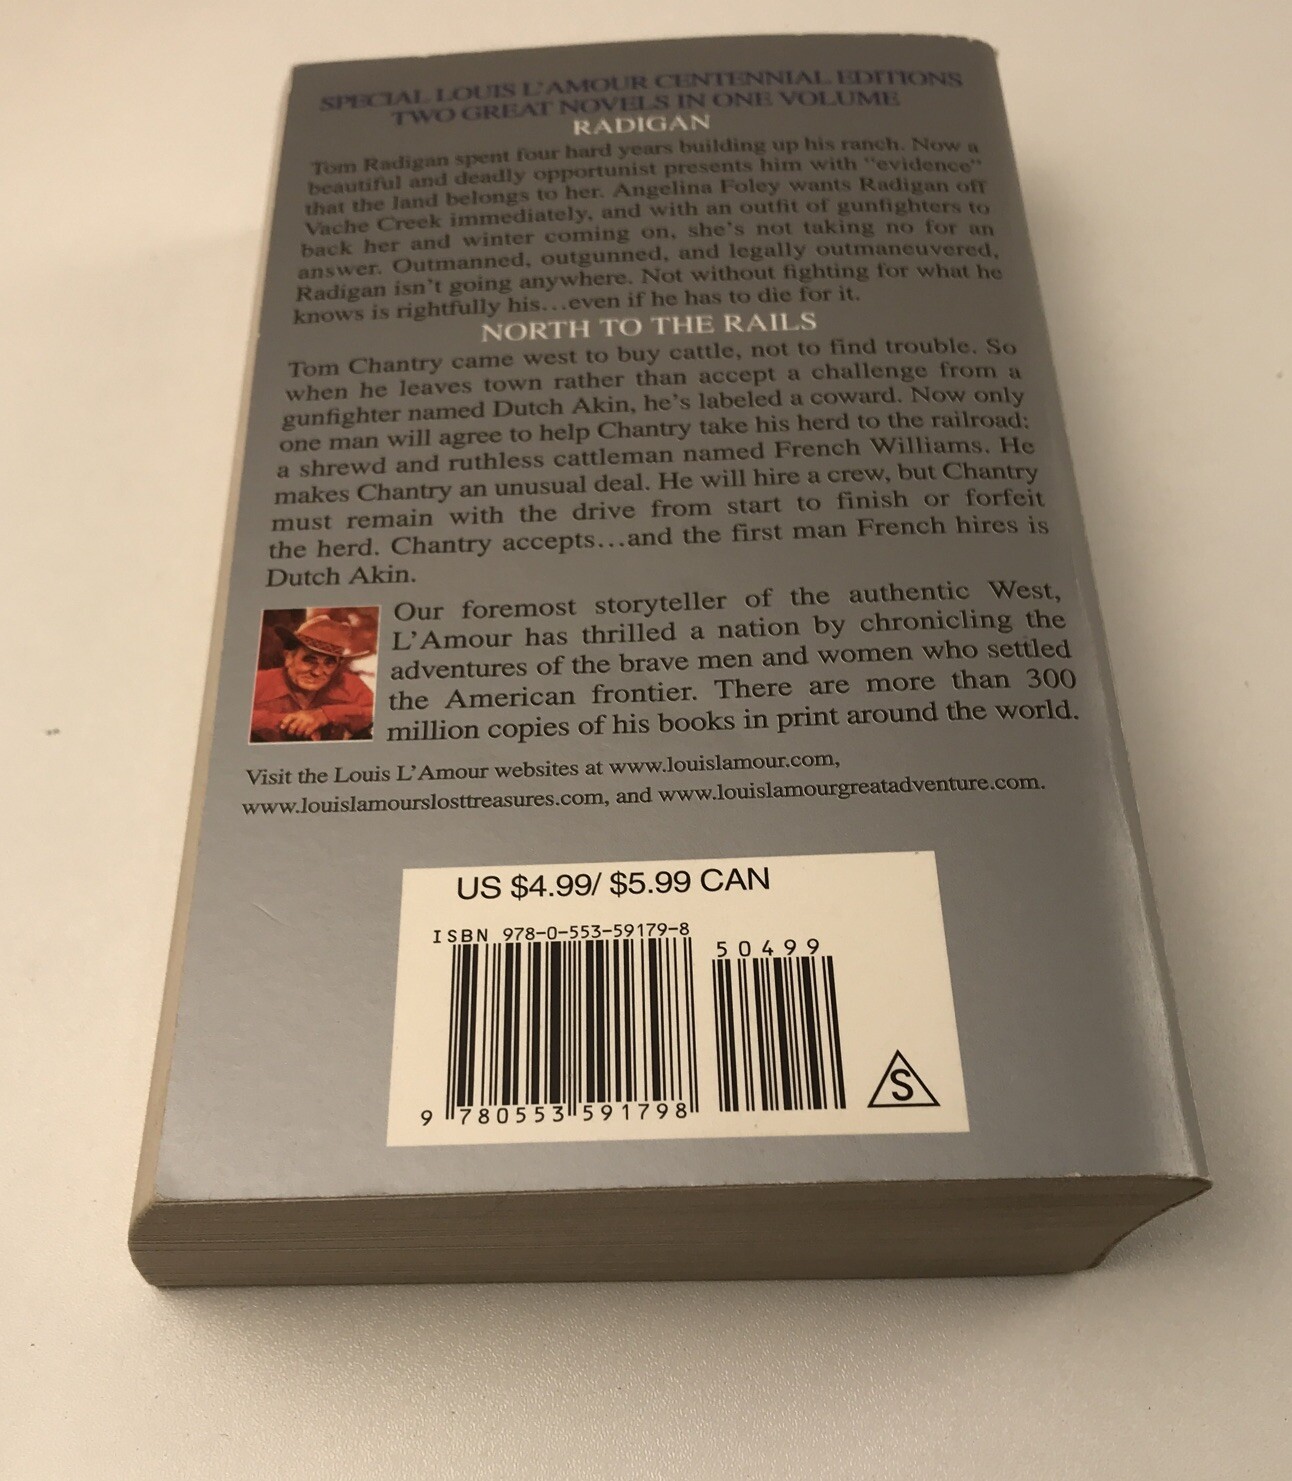 SPECIAL LOUIS L'AMOUR CENTENNIAL EDITIONS
TWO GREAT NOVELS IN ONE VOLUME
RADIGAN
Tom Radigan spent four hard years building up his ranch. Now a
beautiful and deadly opportunist presents him with "evidence"
that the land belongs to her. Angelina Foley wants Radigan off
Vache Creek immediately, and with an outfit of gunfighters to
back her and winter coming on, she's not taking no for an
answer. Outmanned, outgunned, and legally outmaneuvered,
Radigan isn't going anywhere. Not without fighting for what he
knows is rightfully his...even if he has to die for it.
NORTH TO THE RAILS
Tom Chantry came west to buy cattle, not to find trouble. So
when he leaves town rather than accept a challenge from a
gunfighter named Dutch Akin, he's labeled a coward. Now only
one man will agree to help Chantry take his herd to the railroad:
a shrewd and ruthless cattleman named French Williams. He
makes Chantry an unusual deal. He will hire a crew, but Chantry
must remain with the drive from start to finish or forfeit
the herd. Chantry accepts...and the first man French hires is
Dutch Akin.
Our foremost storyteller of the authentic West,
L'Amour has thrilled a nation by chronicling the
adventures of the brave men and women who settled
the American frontier. There are more than 300
million copies of his books in print around the world.
Visit the Louis L'Amour websites at www.louislamour.com,
www.louislamourslosttreasures.com, and www.louislamourgreatadventure.com.
US $4.99/ $5.99 CAN
ISBN 978-0-553-59179-8
50499
9 780553 591798
S